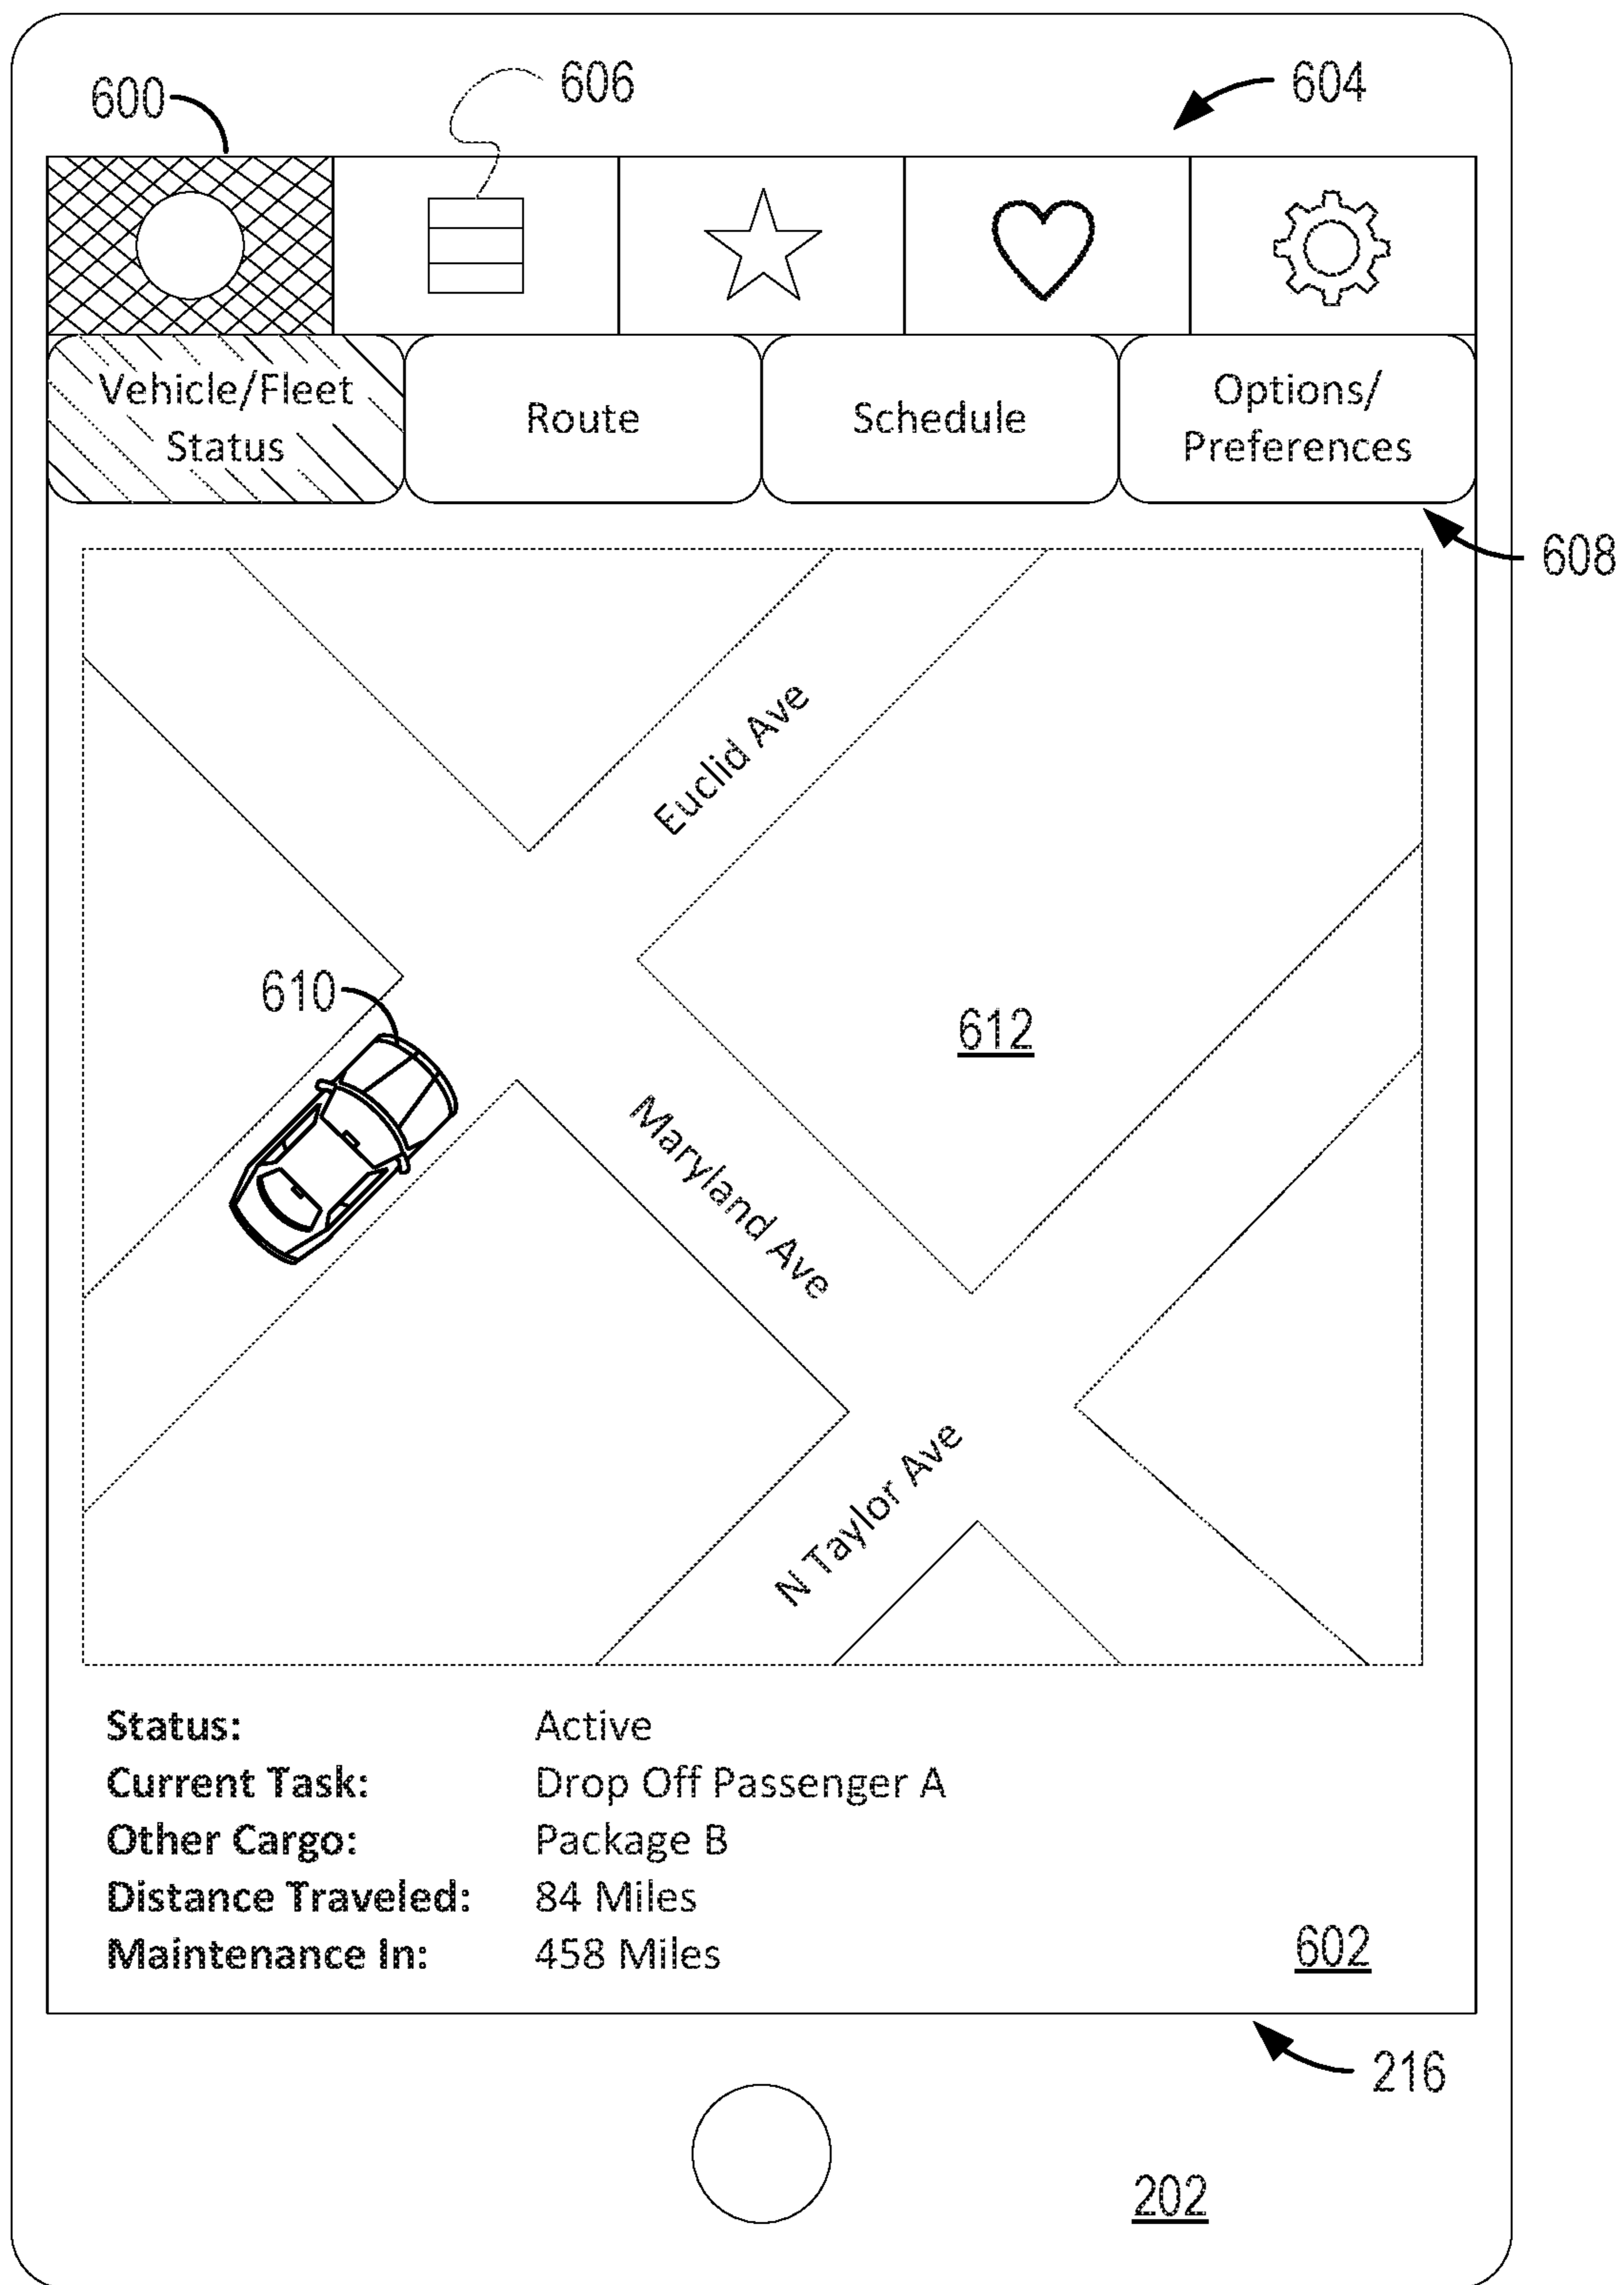 600
606
604
Vehicle/Fleet
Status
Route
Schedule
Options/
Preferences
608
Euclid Ave
610
612
Maryland Ave
N Taylor Ave
Status: Active
Current Task: Drop Off Passenger A
Other Cargo: Package B
Distance Traveled: 84 Miles
Maintenance In: 458 Miles
602
216
202